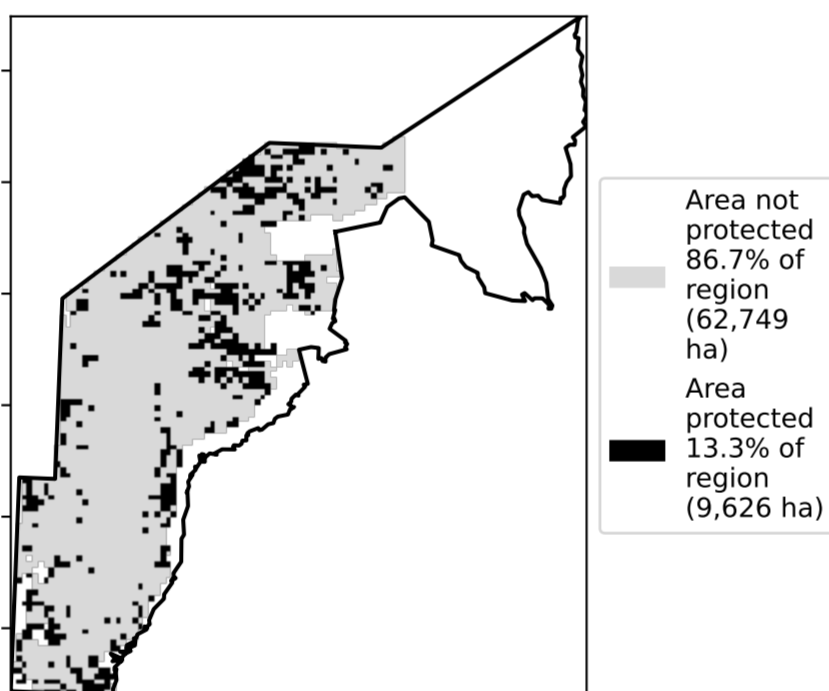 Area not
protected
86.7% of
region
(62,749
ha)
Area
protected
13.3% of
region
(9,626 ha)